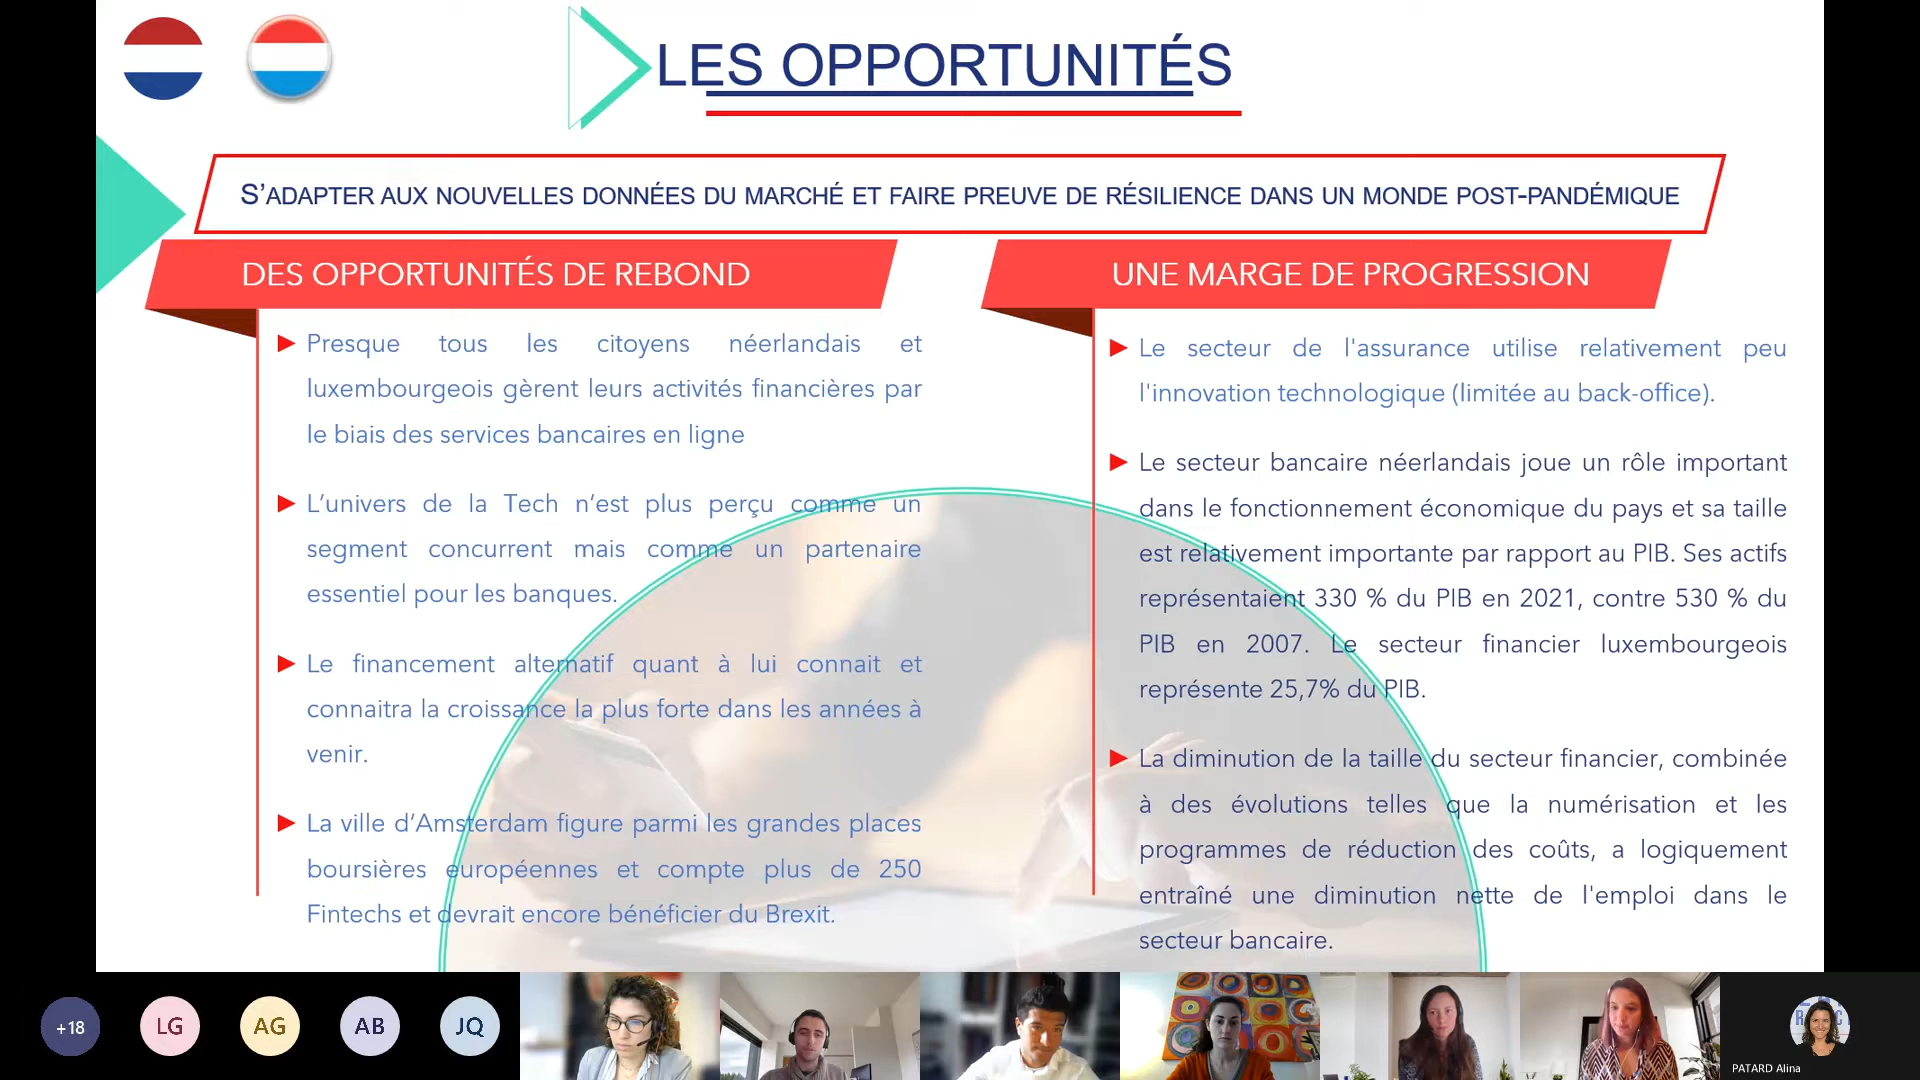 LES OPPORTUNITÉS
S’ADAPTER AUX NOUVELLES DONNÉES DU MARCHÉ ET FAIRE PREUVE DE RÉSILIENCE DANS UN MONDE POST-PANDÉMIQUE
DES OPPORTUNITÉS DE REBOND
Presque tous les citoyens néerlandais et
luxembourgeois gèrent leurs activités financières par
le biais des services bancaires en ligne
L’univers de la Tech n’est plus perçu comme un
segment concurrent mais comme un partenaire
essentiel pour les banques.
Le financement alternatif quant à lui connait et
connaitra la croissance la plus forte dans les années à
venir.
La ville d’Amsterdam figure parmi les grandes places
boursières européennes et compte plus de 250
Fintechs et devrait encore bénéficier du Brexit.
UNE MARGE DE PROGRESSION
Le secteur de l'assurance utilise relativement peu
l'innovation technologique (limitée au back-office).
Le secteur bancaire néerlandais joue un rôle important
dans le fonctionnement économique du pays et sa taille
est relativement importante par rapport au PIB. Ses actifs
représentaient 330 % du PIB en 2021, contre 530 % du
PIB en 2007. Le secteur financier luxembourgeois
représente 25,7% du PIB.
La diminution de la taille du secteur financier, combinée
à des évolutions telles que la numérisation et les
programmes de réduction des coûts, a logiquement
entraîné une diminution nette de l'emploi dans le
secteur bancaire.
+18
LG
AG
AB
JQ
PATARD Alina